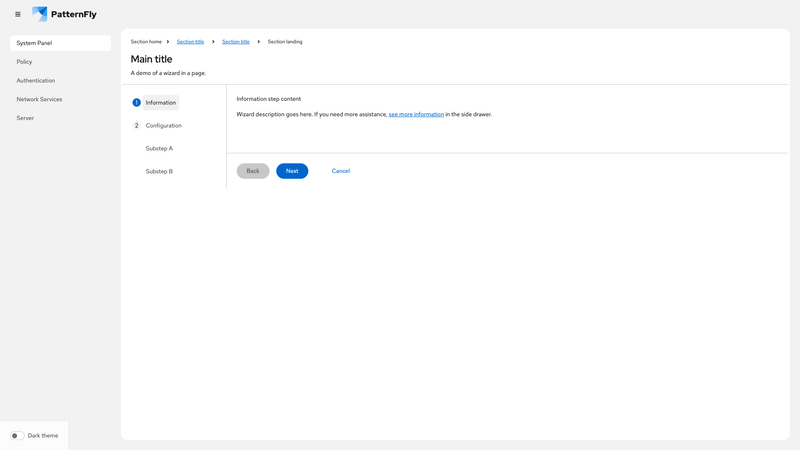 PatternFly
System Panel
Policy
Authentication
Network Services
Server
Section home Section title Section title Section landing
Main title
A demo of a wizard in a page.
1 Information
2 Configuration
Substep A
Substep B
Information step content
Wizard description goes here. If you need more assistance, see more information in the side drawer.
Back Next Cancel
Dark theme